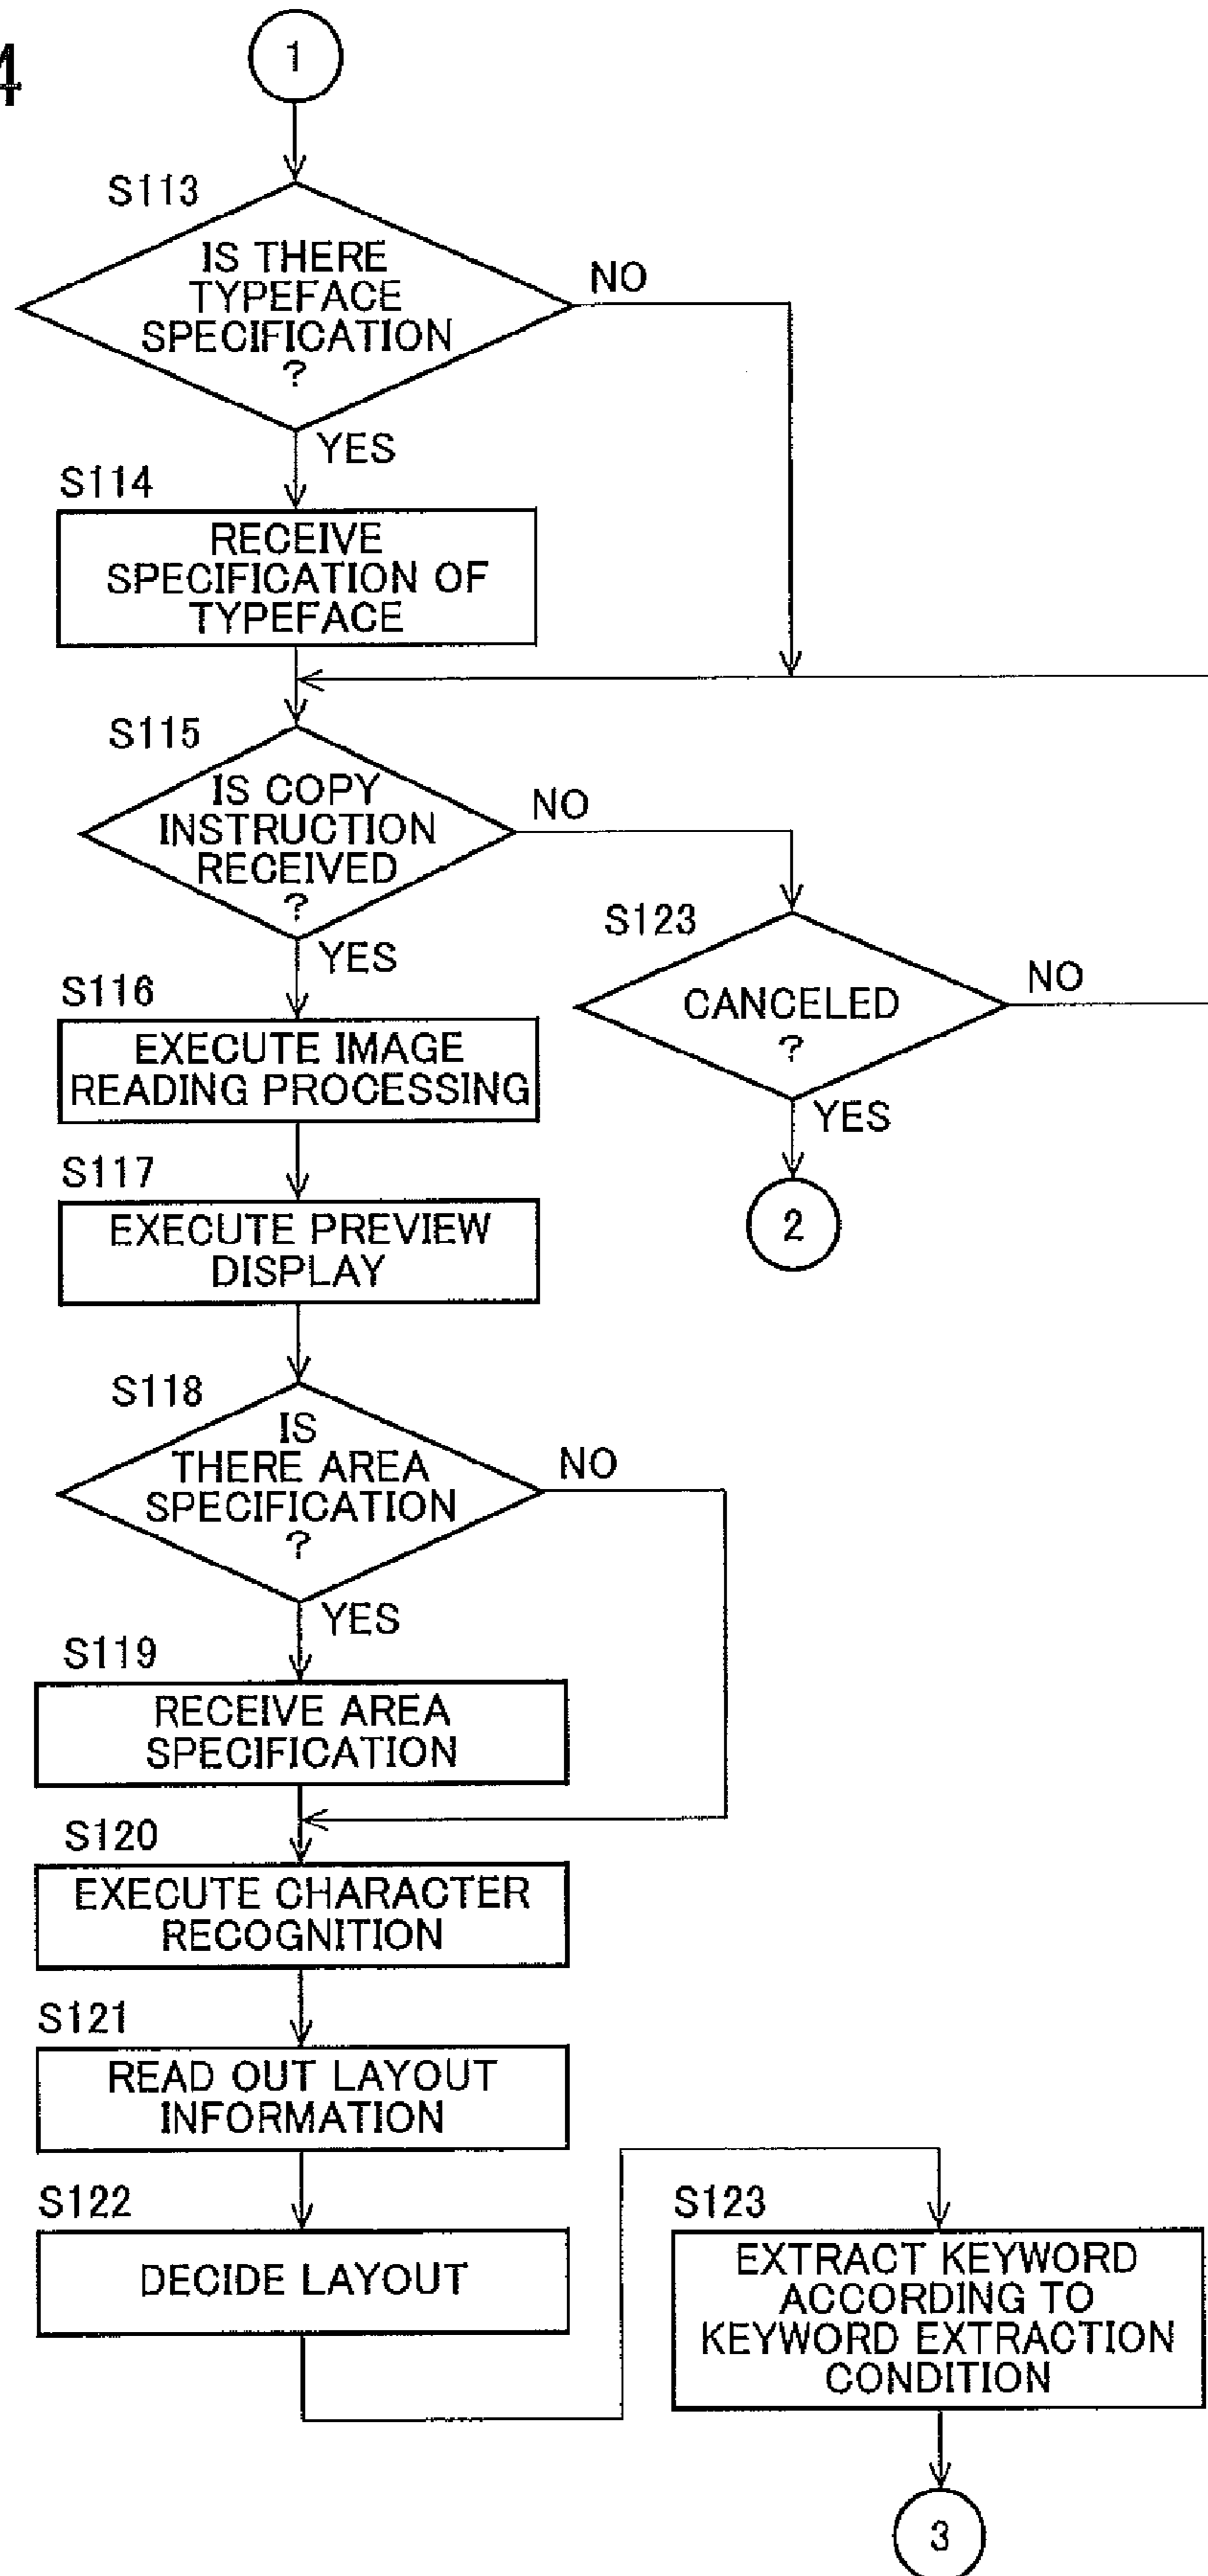 4
1
S113
IS THERE
TYPEFACE
SPECIFICATION
?
NO
YES
S114
RECEIVE
SPECIFICATION OF
TYPEFACE
S115
IS COPY
INSTRUCTION
RECEIVED
?
NO
YES
S123
CANCELED
?
NO
YES
2
S116
EXECUTE IMAGE
READING PROCESSING
S117
EXECUTE PREVIEW
DISPLAY
S118
IS
THERE AREA
SPECIFICATION
?
NO
YES
S119
RECEIVE AREA
SPECIFICATION
S120
EXECUTE CHARACTER
RECOGNITION
S121
READ OUT LAYOUT
INFORMATION
S122
DECIDE LAYOUT
S123
EXTRACT KEYWORD
ACCORDING TO
KEYWORD EXTRACTION
CONDITION
3